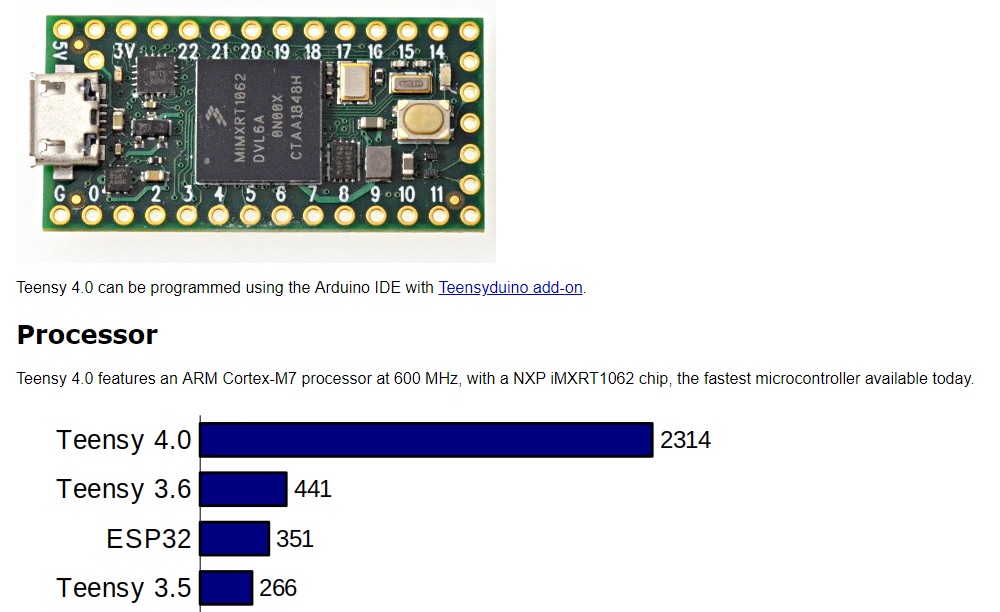 5V 3V 22 21 20 19 18 17 16 15 14
MIMXRT1062
DVL6A
0N00X
CTAA1848H
G 0 2 3 4 5 6 7 8 9 10 11
Teensy 4.0 can be programmed using the Arduino IDE with Teensyduino add-on.
Processor
Teensy 4.0 features an ARM Cortex-M7 processor at 600 MHz, with a NXP iMXRT1062 chip, the fastest microcontroller available today.
Teensy 4.0 2314
Teensy 3.6 441
ESP32 351
Teensy 3.5 266